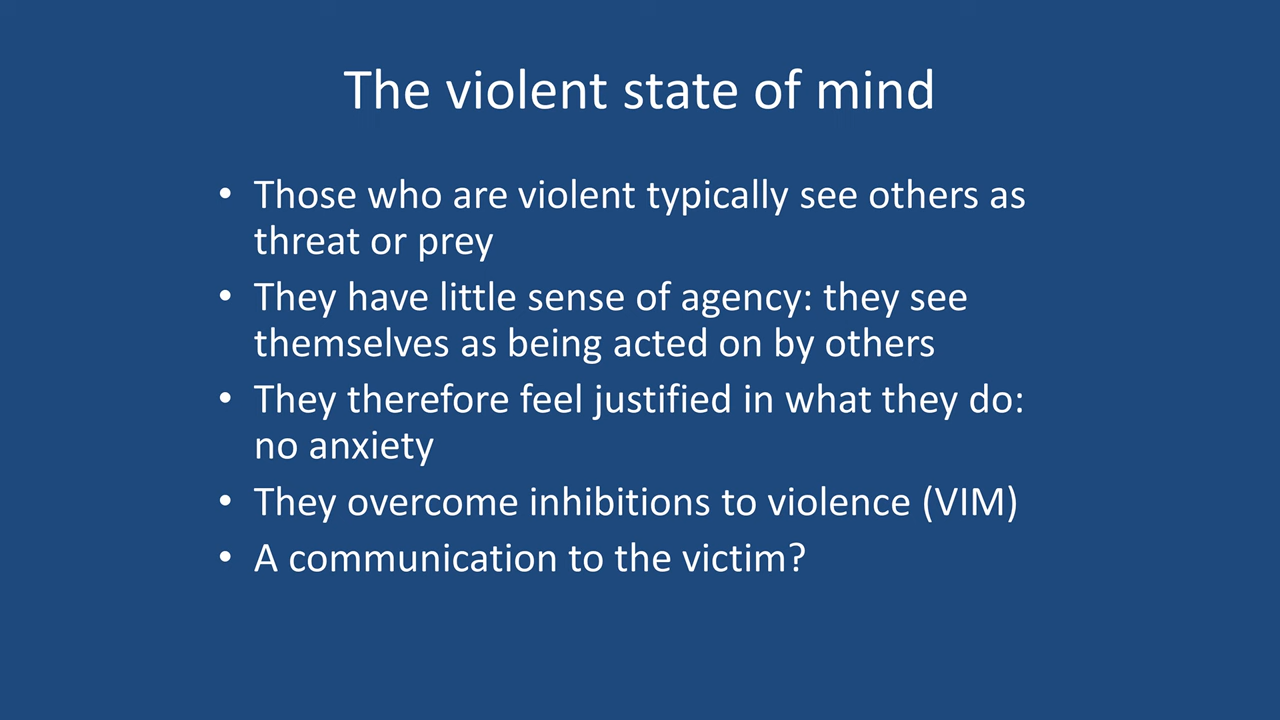 The violent state of mind
• Those who are violent typically see others as
threat or prey
• They have little sense of agency: they see
themselves as being acted on by others
• They therefore feel justified in what they do:
no anxiety
• They overcome inhibitions to violence (VIM)
• A communication to the victim?